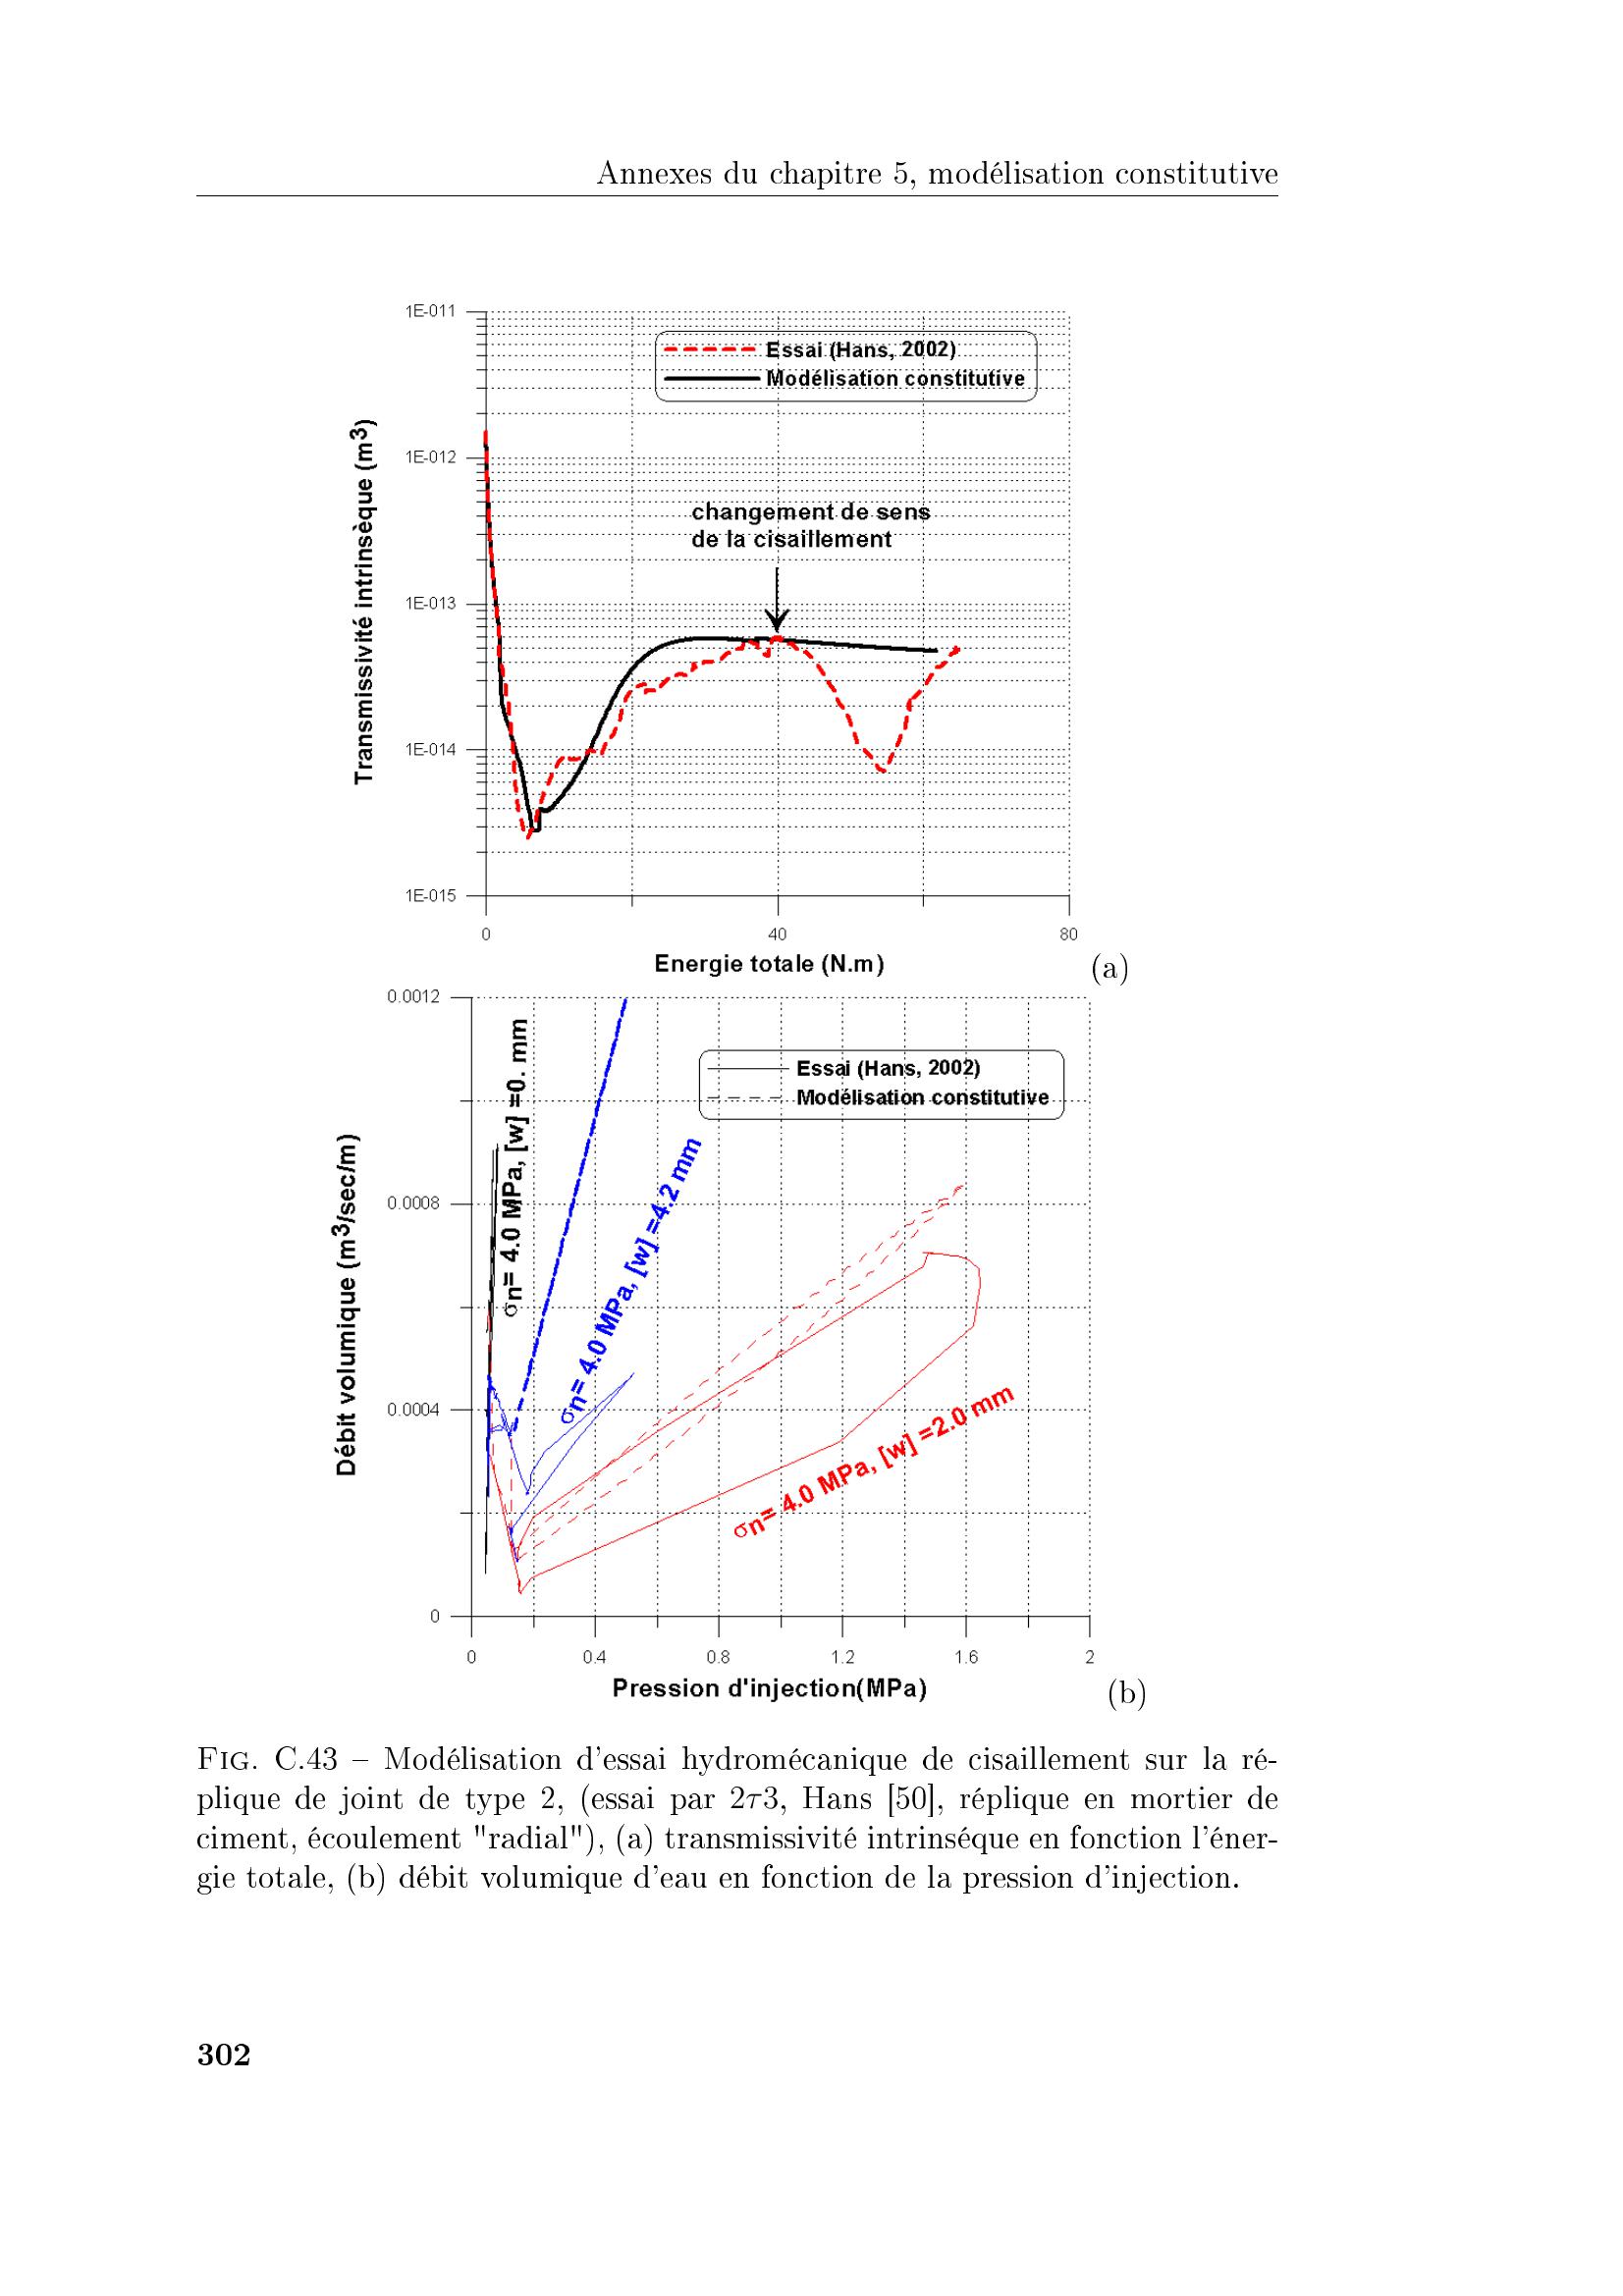 Annexes du chapitre 5, modélisation constitutive
1E-011
1E-012
1E-013
1E-014
1E-015
Transmissivité intrinsèque (m3)
Essai (Hans, 2002)
Modélisation constitutive
changement de sens
de la cisaillement
0
40
80
Energie totale (N.m)
(a)
0.0012
0.0008
0.0004
0
Débit volumique (m3/sec/m)
Essai (Hans, 2002)
Modélisation constitutive
σn= 4.0 MPa, [w] =0. mm
σn= 4.0 MPa, [w] =4.2 mm
σn= 4.0 MPa, [w] =2.0 mm
0
0.4
0.8
1.2
1.6
2
Pression d'injection(MPa)
(b)
FIG. C.43 – Modélisation d'essai hydromécanique de cisaillement sur la ré-
plique de joint de type 2, (essai par 2τ3, Hans [50], réplique en mortier de
ciment, écoulement "radial"), (a) transmissivité intrinséque en fonction l'éner-
gie totale, (b) débit volumique d'eau en fonction de la pression d'injection.
302